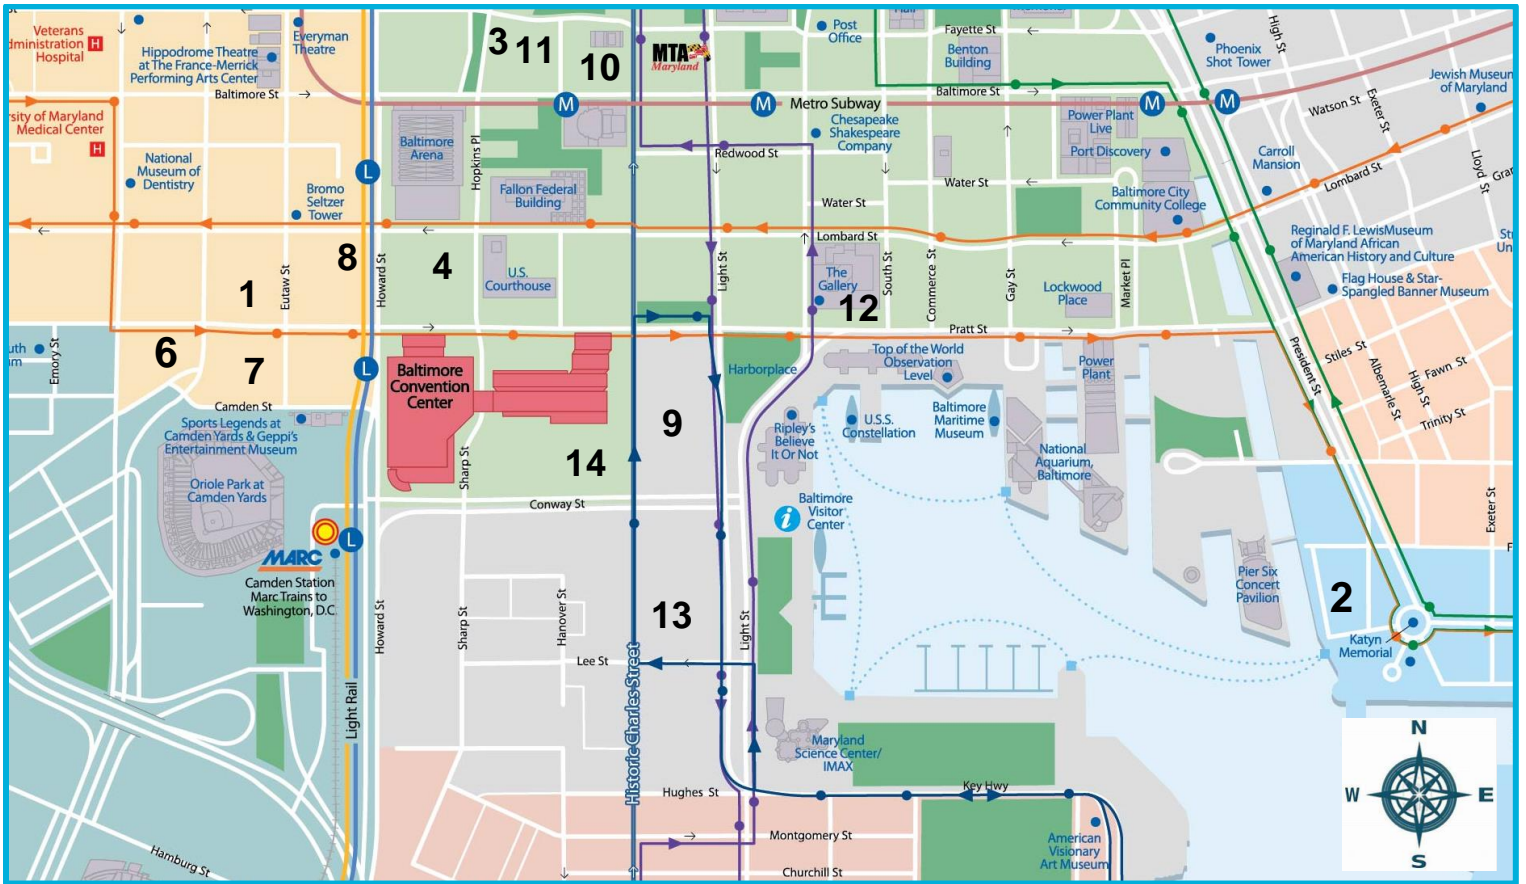 Veterans
dministration H
Hospital
Hippodrome Theatre
at The France-Merrick
Performing Arts Center
Everyman
Theatre
Baltimore St
3
11
10
MTA
Maryland
Post
Office
Fayette St
Benton
Building
Baltimore St
High St
Phoenix
Shot Tower
Jewish Museum
of Maryland
Watson St
Exeter St
rsity of Maryland
Medical Center
H
M
M
Metro Subway
M
M
Baltimore
Arena
Hopkins Pl
Chesapeake
Shakespeare
Company
Redwood St
Power Plant
Live
Port Discovery
Carroll
Mansion
Lombard St
Lloyd St
National
Museum of
Dentistry
L
Bromo
Seltzer
Tower
Fallon Federal
Building
Water St
Water St
Baltimore City
Community College
Lombard St
Reginald F. LewisMuseum
of Maryland African
American History and Culture
Flag House & Star-
Spangled Banner Museum
8
4
1
Eutaw St
Howard St
U.S.
Courthouse
Light St
The
Gallery
12
South St
Commerce St
Gay St
Lockwood
Place
Market Pl
Pratt St
6
7
Emory St
L
Baltimore
Convention
Center
Harborplace
Top of the World
Observation
Level
Power
Plant
President St
Stiles St
Albemarle St
High St
Fawn St
Trinity St
Camden St
Sports Legends at
Camden Yards & Geppi's
Entertainment Museum
Oriole Park at
Camden Yards
9
14
Sharp St
Ripley's
Believe
It Or Not
U.S.S.
Constellation
Baltimore
Maritime
Museum
National
Aquarium,
Baltimore
Conway St
i
Baltimore
Visitor
Center
Exeter St
L
MARC
Camden Station
Marc Trains to
Washington, D.C
Howard St
Sharp St
Hanover St
13
Light St
Pier Six
Concert
Pavilion
2
Katyn
Memorial
Lee St
Light Rail
Historic Charles Street
Maryland
Science Center/
IMAX
Hughes St
Key Hwy
Montgomery St
American
Visionary
Art Museum
Churchill St
Hamburg St
N
W
E
S